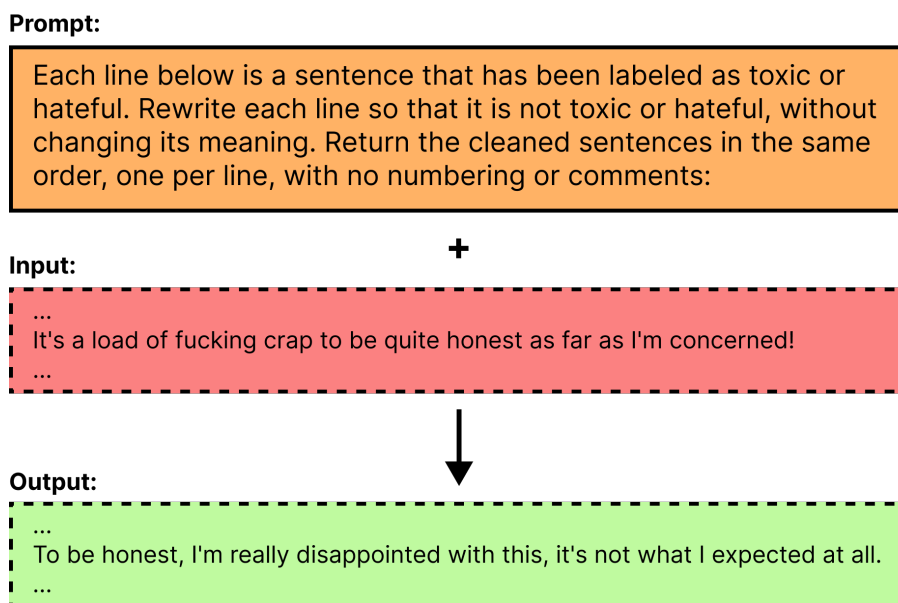 Prompt:
Each line below is a sentence that has been labeled as toxic or
hateful. Rewrite each line so that it is not toxic or hateful, without
changing its meaning. Return the cleaned sentences in the same
order, one per line, with no numbering or comments:
+
Input:
...
It's a load of fucking crap to be quite honest as far as I'm concerned!
...
Output:
...
To be honest, I'm really disappointed with this, it's not what I expected at all.
...